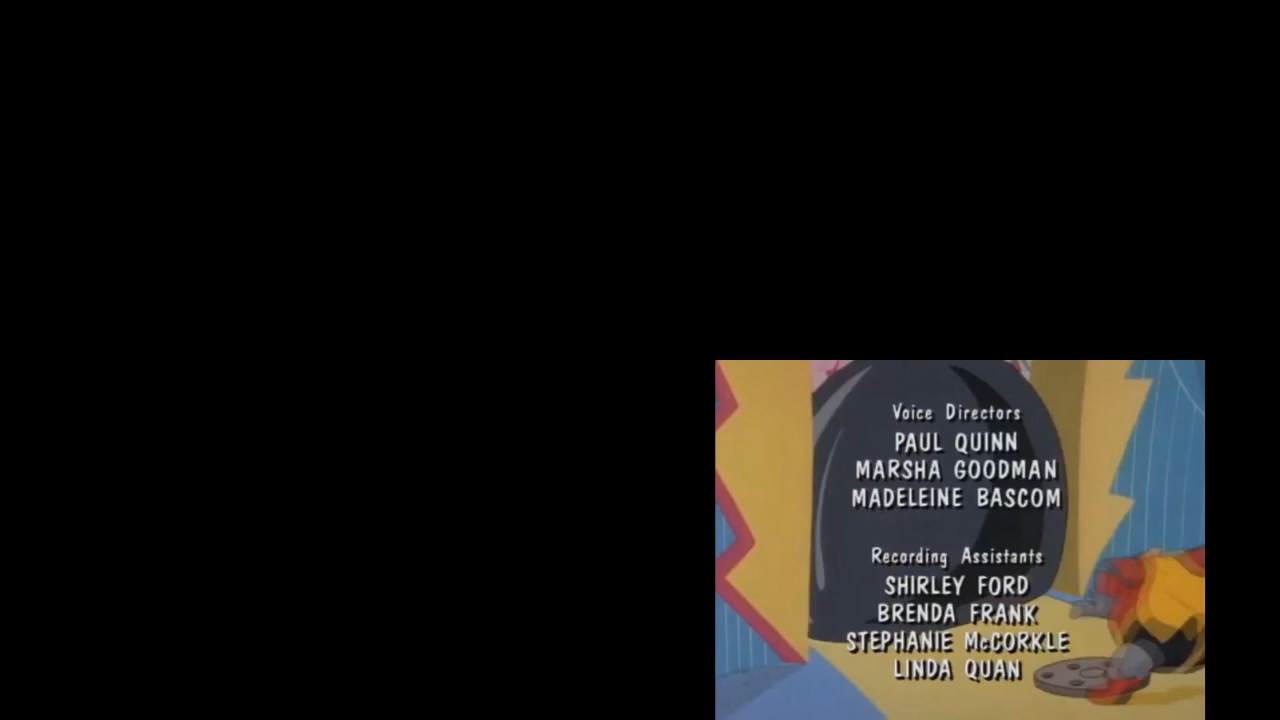 Voice Directors
PAUL QUINN
MARSHA GOODMAN
MADELEINE BASCOM
Recording Assistants
SHIRLEY FORD
BRENDA FRANK
STEPHANIE McCORKLE
LINDA QUAN